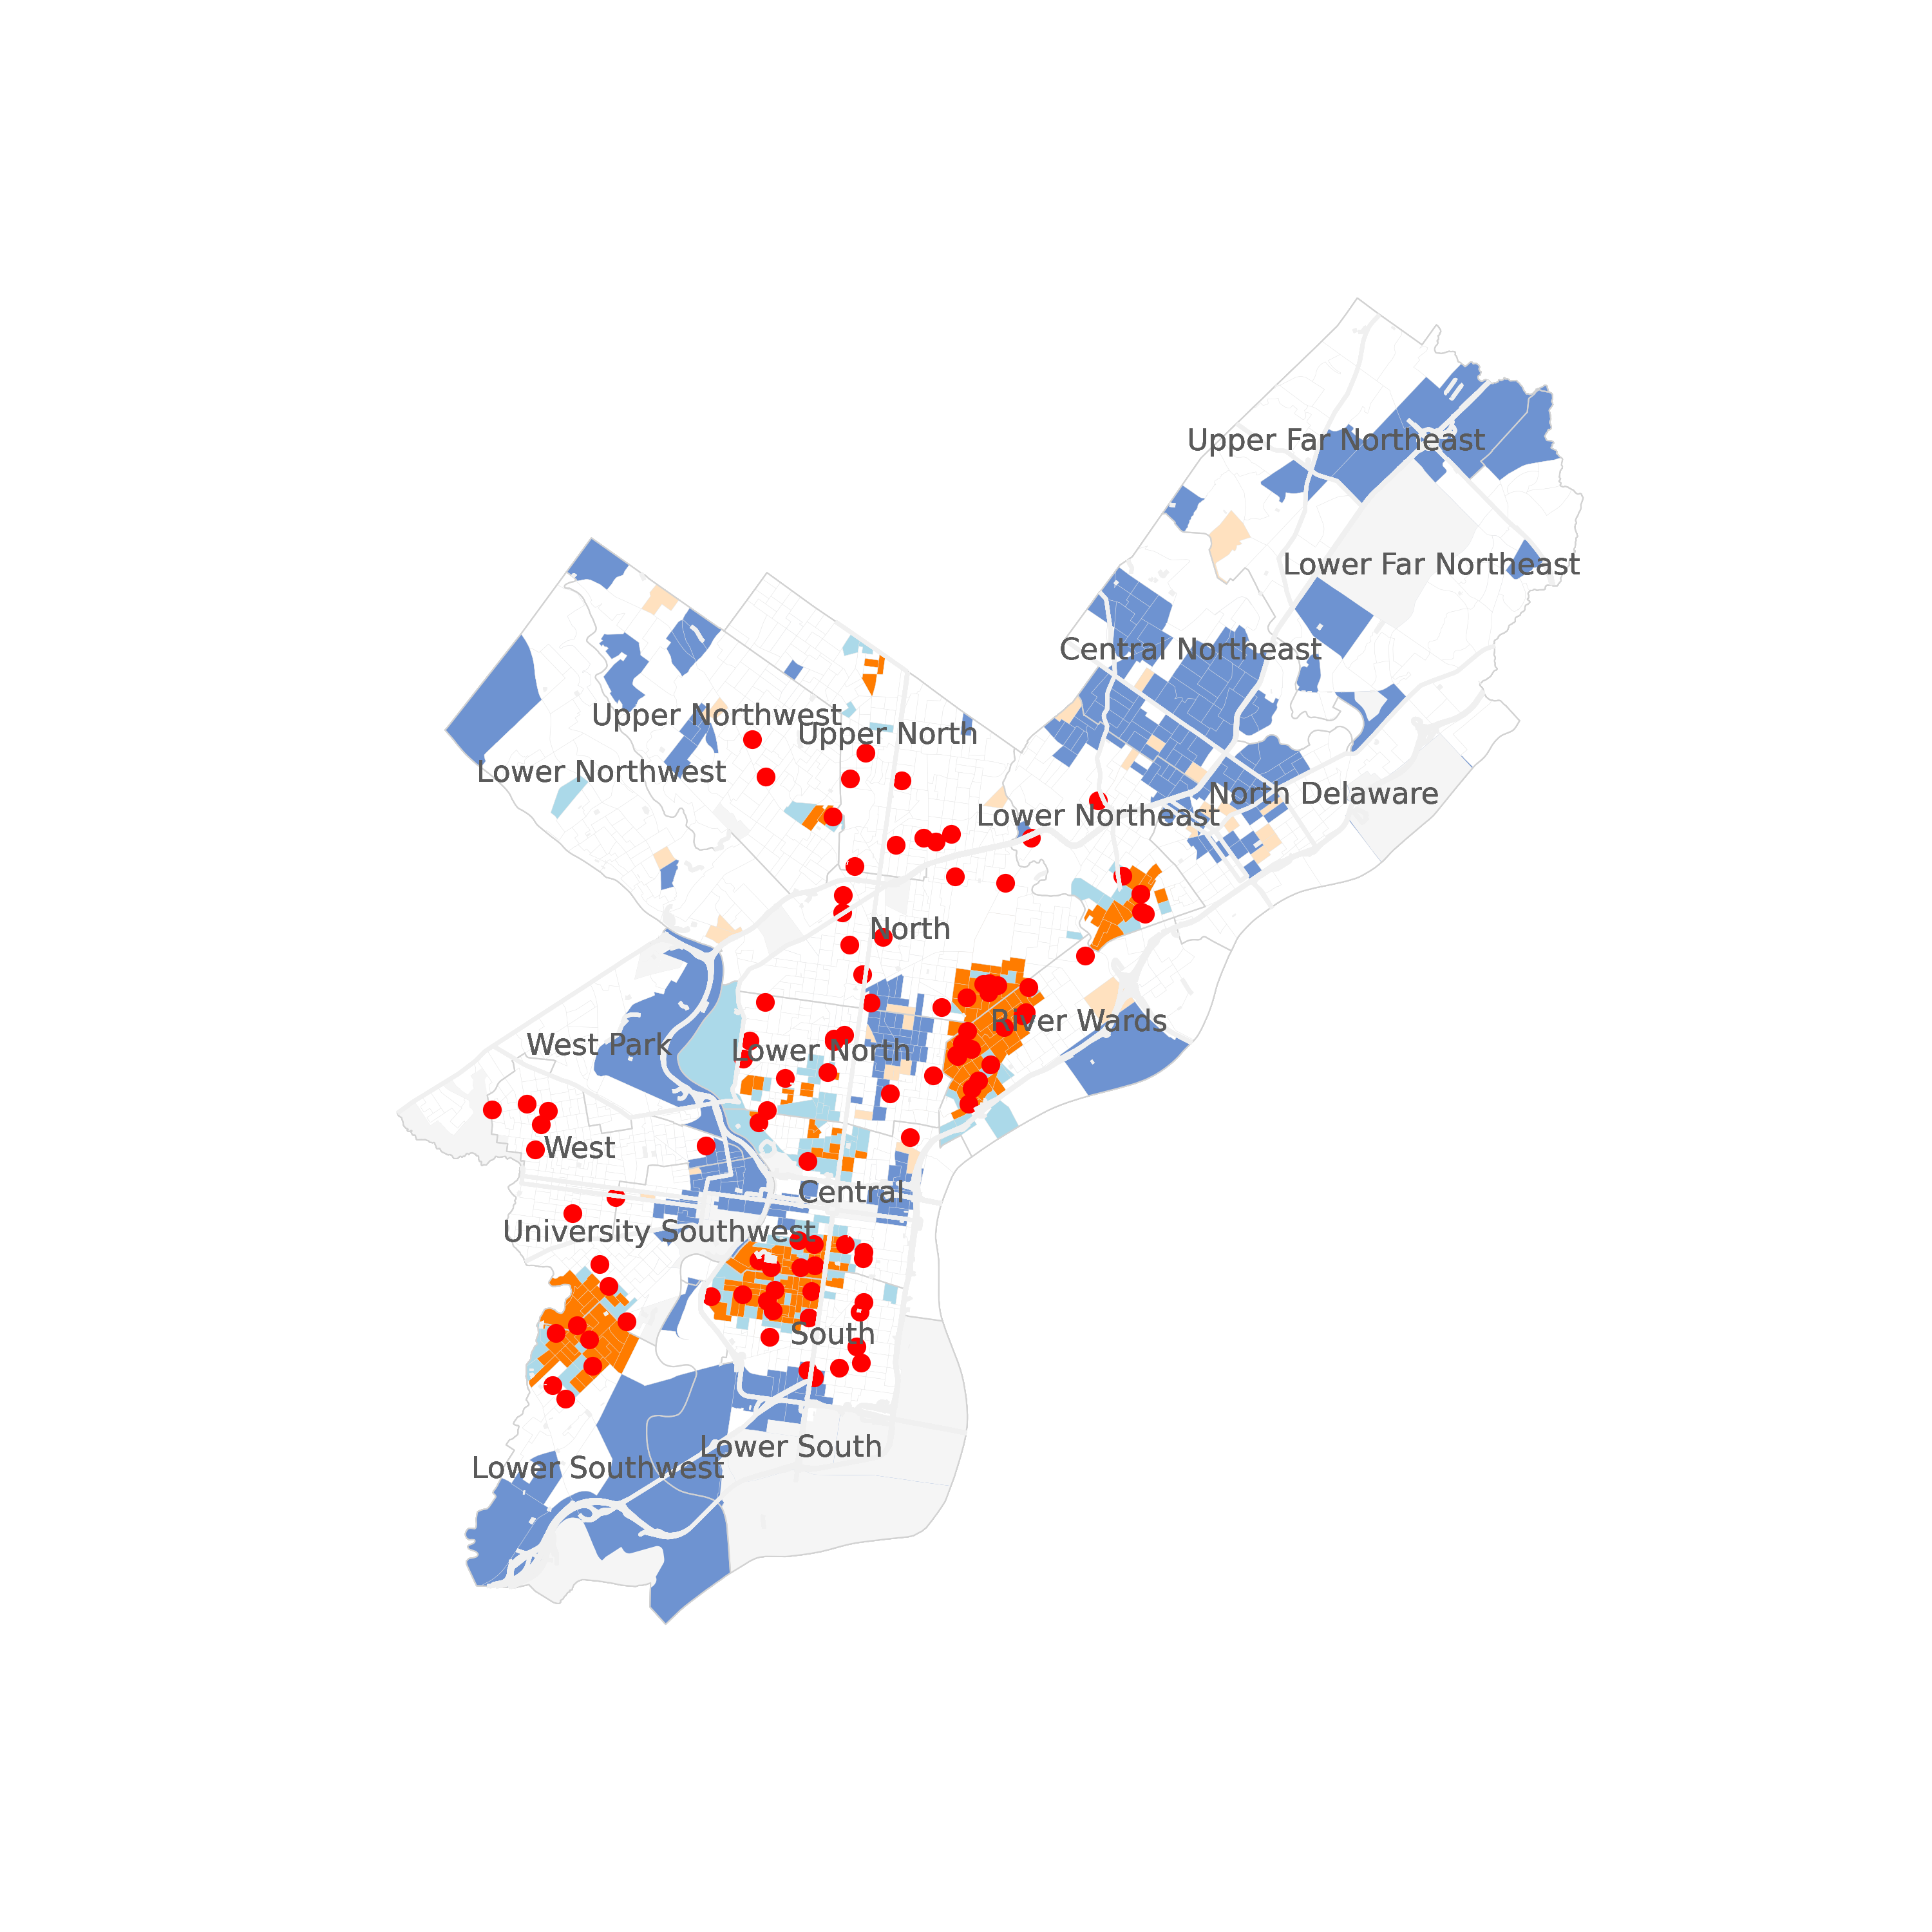 Upper Far Northeast
Lower Far Northeast
Central Northeast
Upper Northwest
Upper North
Lower Northwest
North Delaware
Lower Northeast
North
River Wards
West Park
Lower North
West
Central
University Southwest
South
Lower South
Lower Southwest